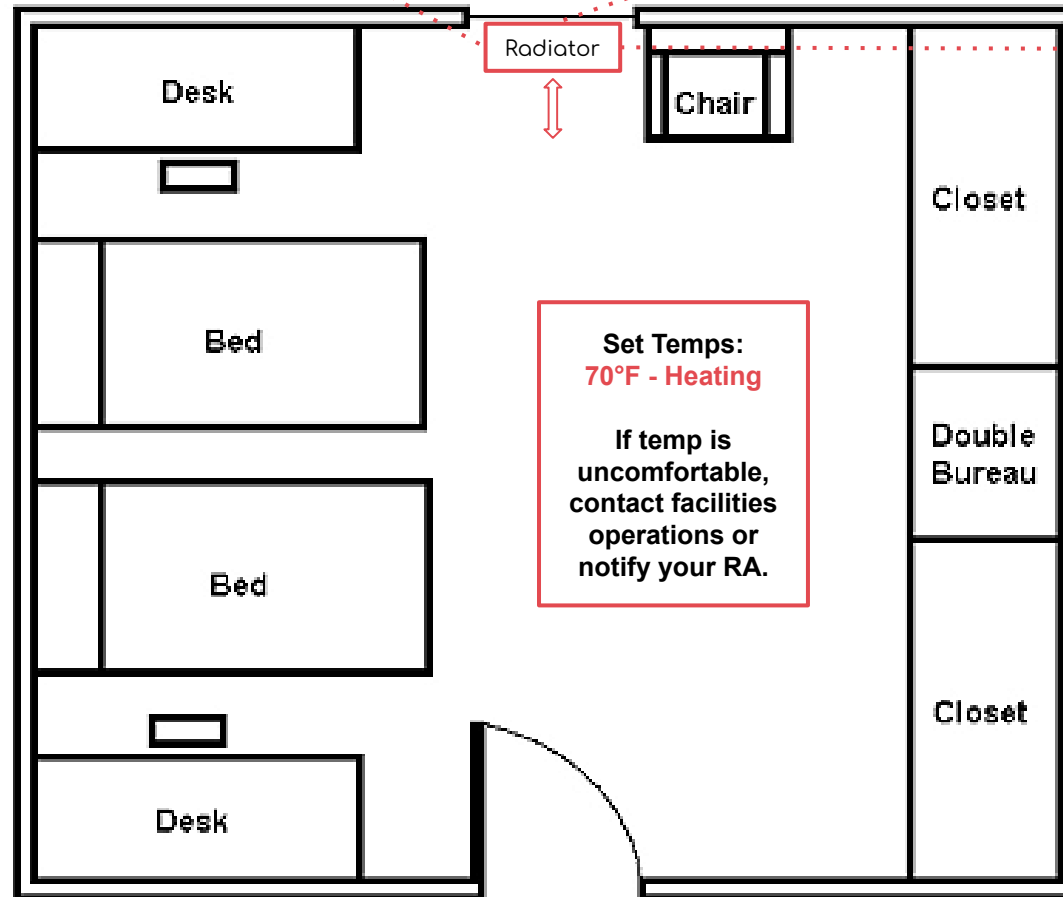 Radiator
Desk
Chair
Closet
Bed
Set Temps:
70°F - Heating
If temp is
uncomfortable,
contact facilities
operations or
notify your RA.
Double
Bureau
Bed
Closet
Desk